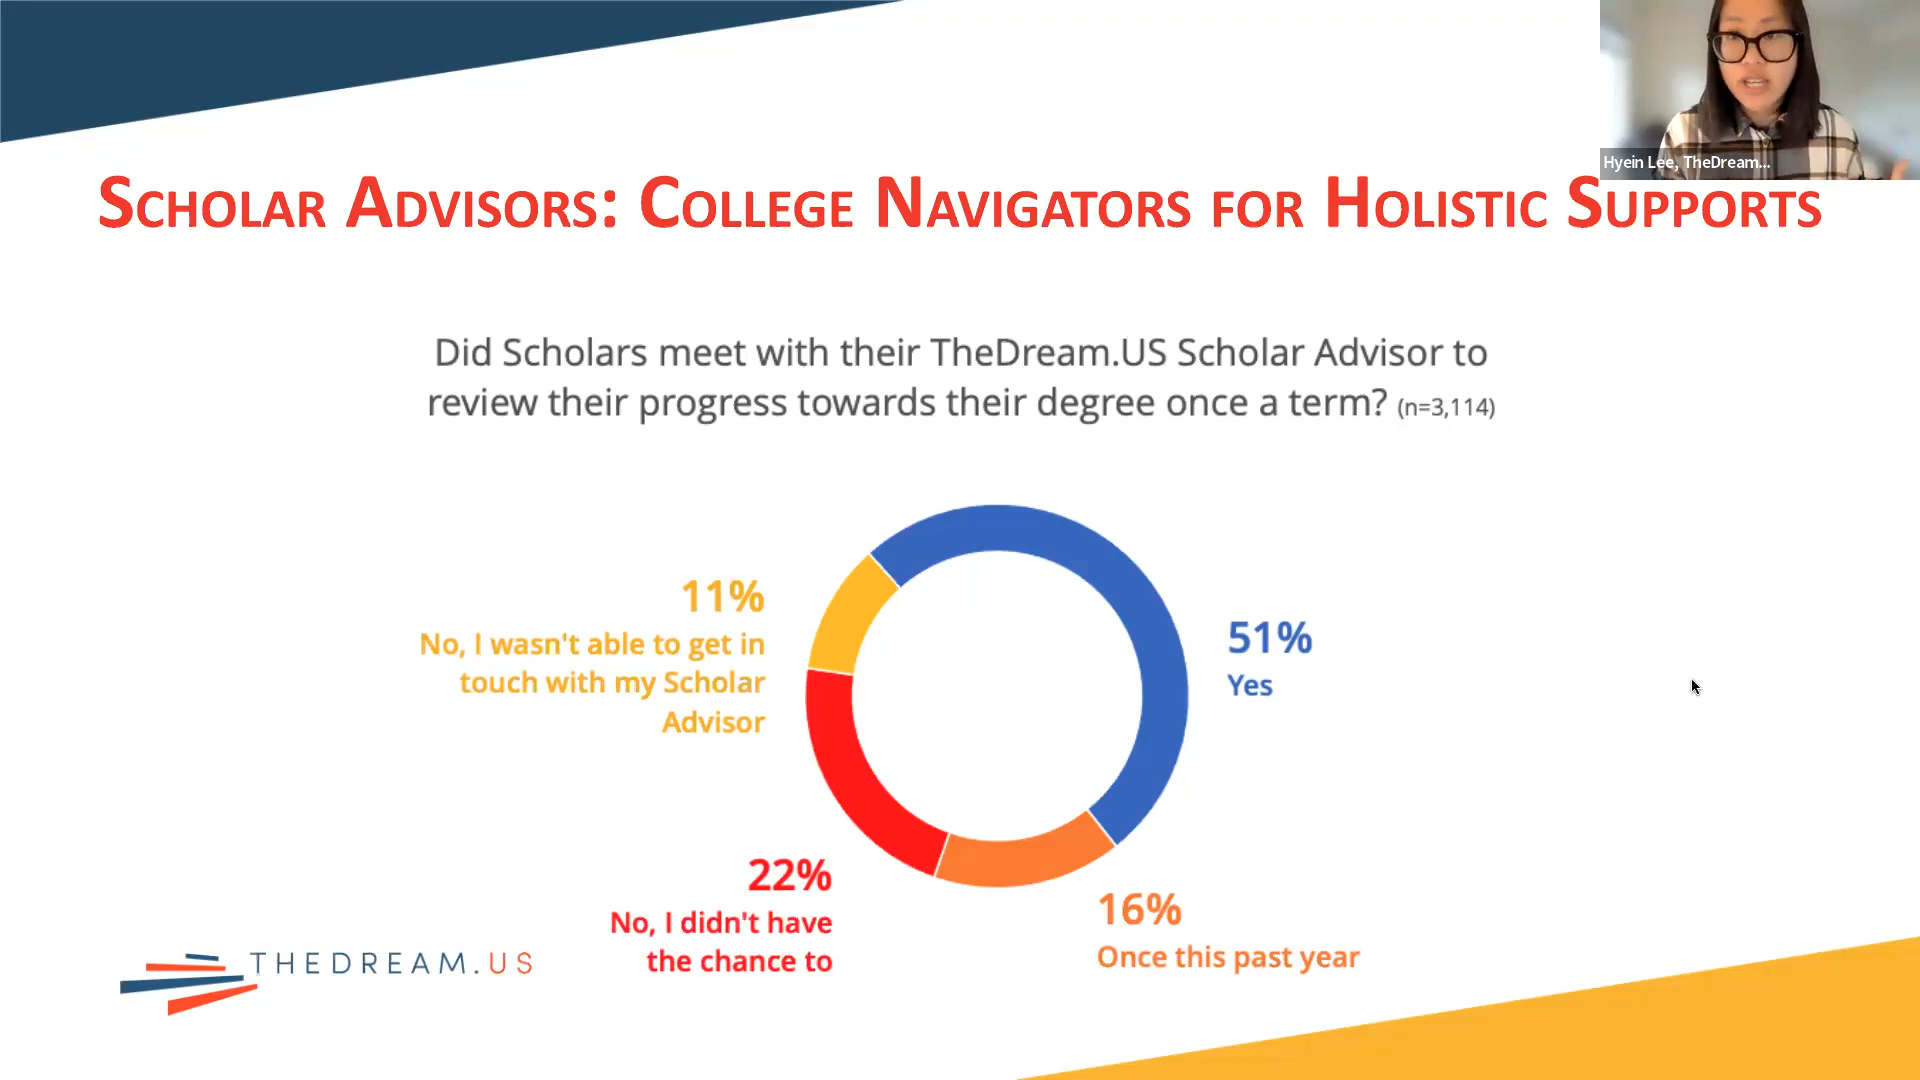 Hyein Lee, TheDream...
Scholar Advisors: College Navigators for Holistic Supports
Did Scholars meet with their TheDream.US Scholar Advisor to
review their progress towards their degree once a term? (n=3,114)
11%
No, I wasn't able to get in
touch with my Scholar
Advisor
51%
Yes
22%
No, I didn't have
the chance to
16%
Once this past year
THEDREAM.US